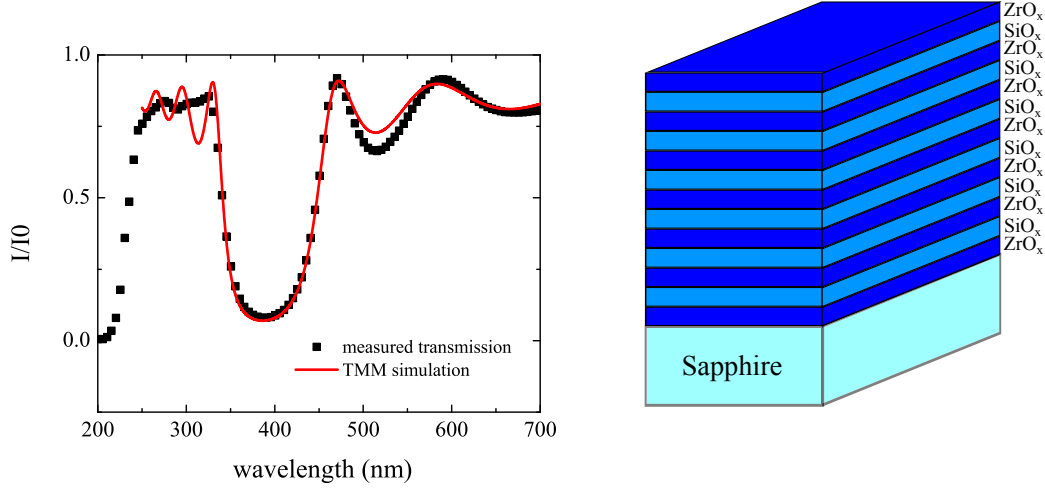 1.0
0.5
0.0
I/I0
200
300
400
500
600
700
wavelength (nm)
measured transmission
TMM simulation
ZrOₓ
SiOₓ
ZrOₓ
SiOₓ
ZrOₓ
SiOₓ
ZrOₓ
SiOₓ
ZrOₓ
SiOₓ
ZrOₓ
SiOₓ
ZrOₓ
Sapphire